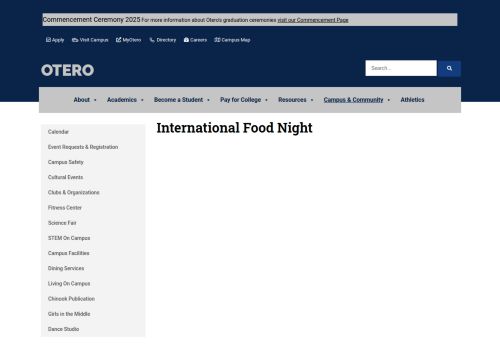 Commencement Ceremony 2025 For more information about Otero's graduation ceremonies visit our Commencement Page
Apply Visit Campus MyOtero Directory Careers Campus Map
OTERO
Search ...
About Academics Become a Student Pay for College Resources Campus & Community Athletics
International Food Night
Calendar
Event Requests & Registration
Campus Safety
Cultural Events
Clubs & Organizations
Fitness Center
Science Fair
STEM On Campus
Campus Facilities
Dining Services
Living On Campus
Chinook Publication
Girls in the Middle
Dance Studio